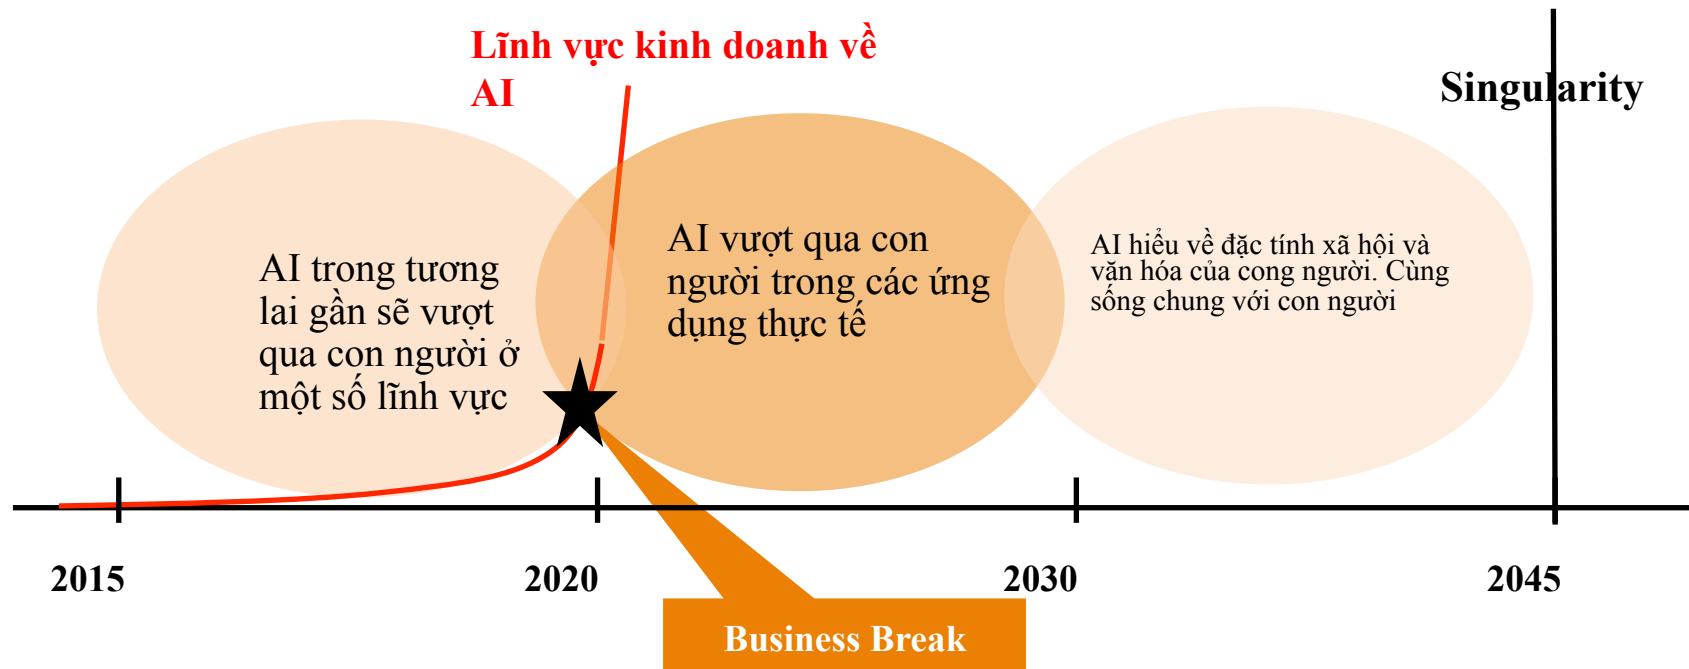 Lĩnh vực kinh doanh về
AI
Singularity
AI trong tương
lai gần sẽ vượt
qua con người ở
một số lĩnh vực
AI vượt qua con
người trong các ứng
dụng thực tế
AI hiểu về đặc tính xã hội và
văn hóa của cong người. Cùng
sống chung với con người
2015
2020
2030
2045
Business Break